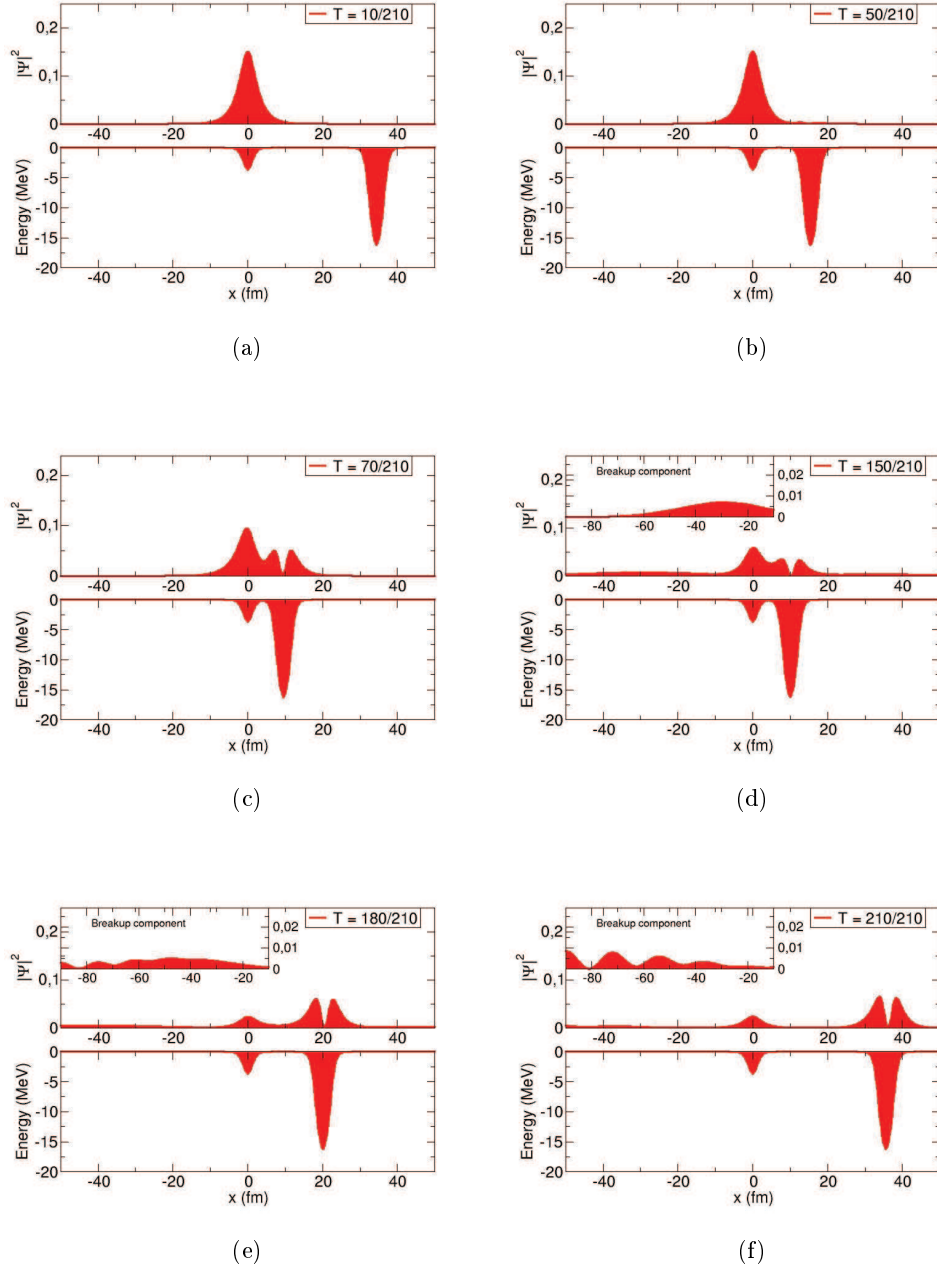 T = 10/210
|Ψ|²
0,2
0,1
0
-40 -20 0 20 40
Energy (MeV)
0
-5
-10
-15
-20
-40 -20 0 20 40
x (fm)
(a)
T = 50/210
|Ψ|²
0,2
0,1
0
-40 -20 0 20 40
Energy (MeV)
0
-5
-10
-15
-20
-40 -20 0 20 40
x (fm)
(b)
T = 70/210
|Ψ|²
0,2
0,1
0
-40 -20 0 20 40
Energy (MeV)
0
-5
-10
-15
-20
-40 -20 0 20 40
x (fm)
(c)
T = 150/210
Breakup component
0,02
0,01
0
-80 -60 -40 -20
|Ψ|²
0,2
0,1
0
-40 -20 0 20 40
Energy (MeV)
0
-5
-10
-15
-20
-40 -20 0 20 40
x (fm)
(d)
T = 180/210
Breakup component
0,02
0,01
0
-80 -60 -40 -20
|Ψ|²
0,2
0,1
0
-40 -20 0 20 40
Energy (MeV)
0
-5
-10
-15
-20
-40 -20 0 20 40
x (fm)
(e)
T = 210/210
Breakup component
0,02
0,01
0
-80 -60 -40 -20
|Ψ|²
0,2
0,1
0
-40 -20 0 20 40
Energy (MeV)
0
-5
-10
-15
-20
-40 -20 0 20 40
x (fm)
(f)